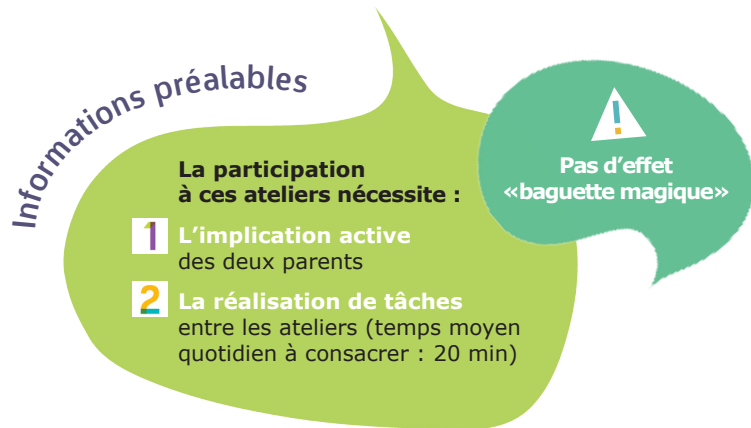 Informations préalables
La participation
à ces ateliers nécessite :
1 L'implication active
des deux parents
2 La réalisation de tâches
entre les ateliers (temps moyen
quotidien à consacrer : 20 min)
!
Pas d'effet
«baguette magique»